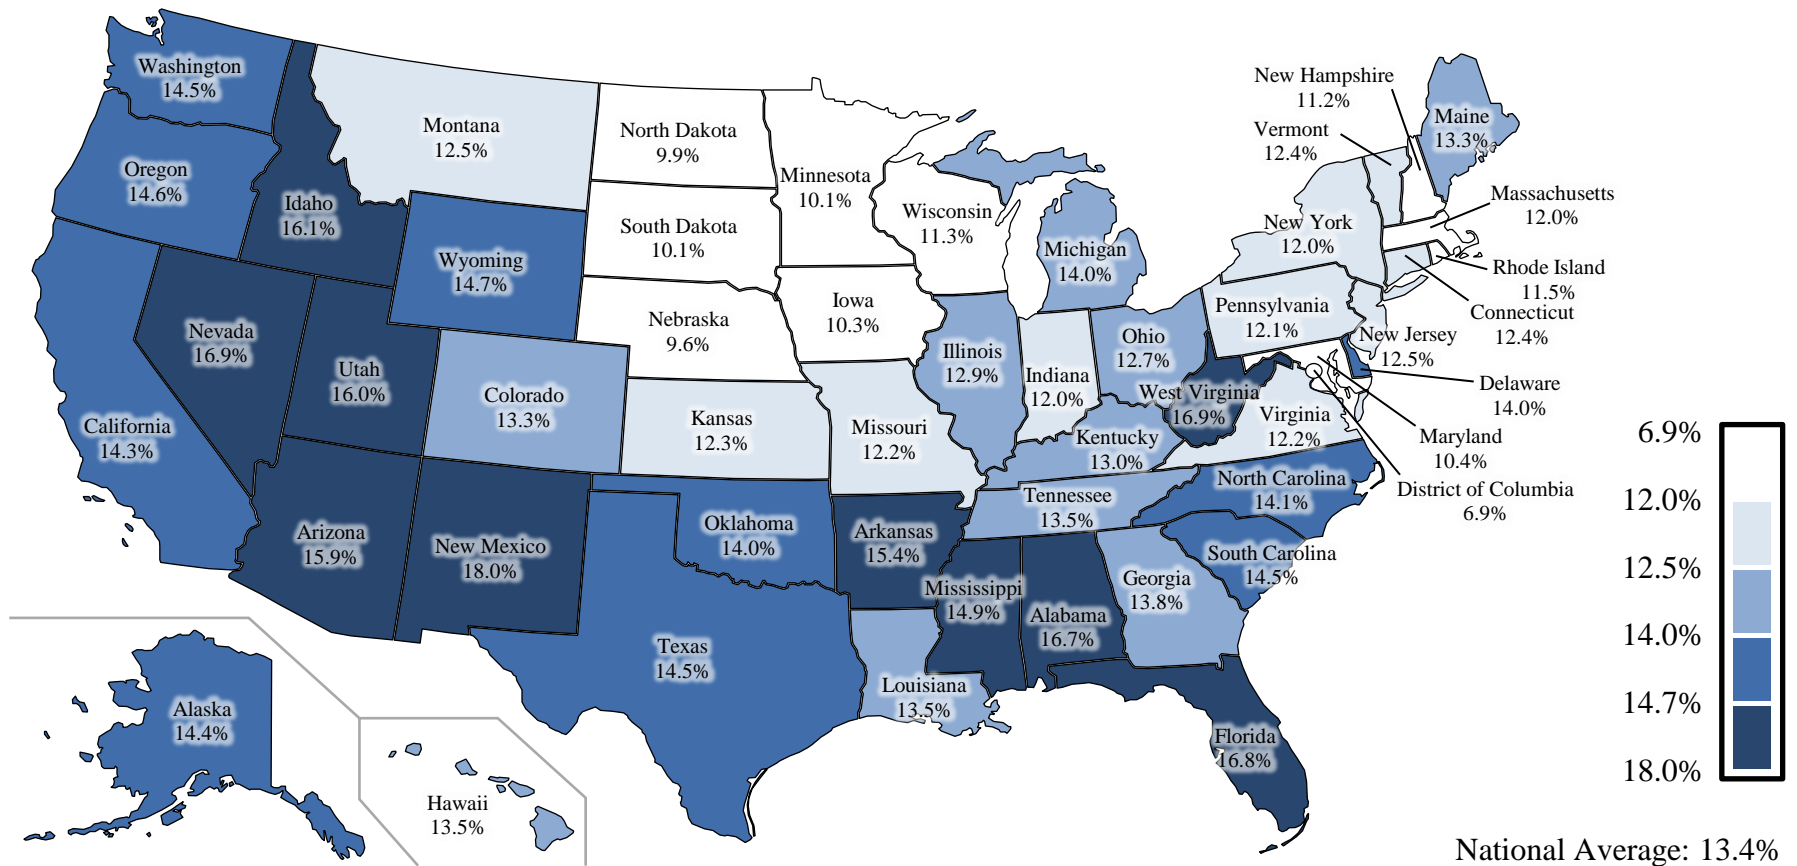 Washington
14.5%
Oregon
14.6%
California
14.3%
Idaho
16.1%
Nevada
16.9%
Utah
16.0%
Arizona
15.9%
Montana
12.5%
Wyoming
14.7%
Colorado
13.3%
New Mexico
18.0%
North Dakota
9.9%
South Dakota
10.1%
Nebraska
9.6%
Kansas
12.3%
Oklahoma
14.0%
Texas
14.5%
Minnesota
10.1%
Iowa
10.3%
Missouri
12.2%
Arkansas
15.4%
Louisiana
13.5%
Wisconsin
11.3%
Illinois
12.9%
Michigan
14.0%
Indiana
12.0%
Ohio
12.7%
Kentucky
13.0%
Tennessee
13.5%
Mississippi
14.9%
Alabama
16.7%
Georgia
13.8%
Florida
16.8%
South Carolina
14.5%
North Carolina
14.1%
Virginia
12.2%
West Virginia
16.9%
Pennsylvania
12.1%
New York
12.0%
Vermont
12.4%
New Hampshire
11.2%
Maine
13.3%
Massachusetts
12.0%
Rhode Island
11.5%
Connecticut
12.4%
New Jersey
12.5%
Delaware
14.0%
Maryland
10.4%
District of Columbia
6.9%
Alaska
14.4%
Hawaii
13.5%
6.9%
12.0%
12.5%
14.0%
14.7%
18.0%
National Average: 13.4%